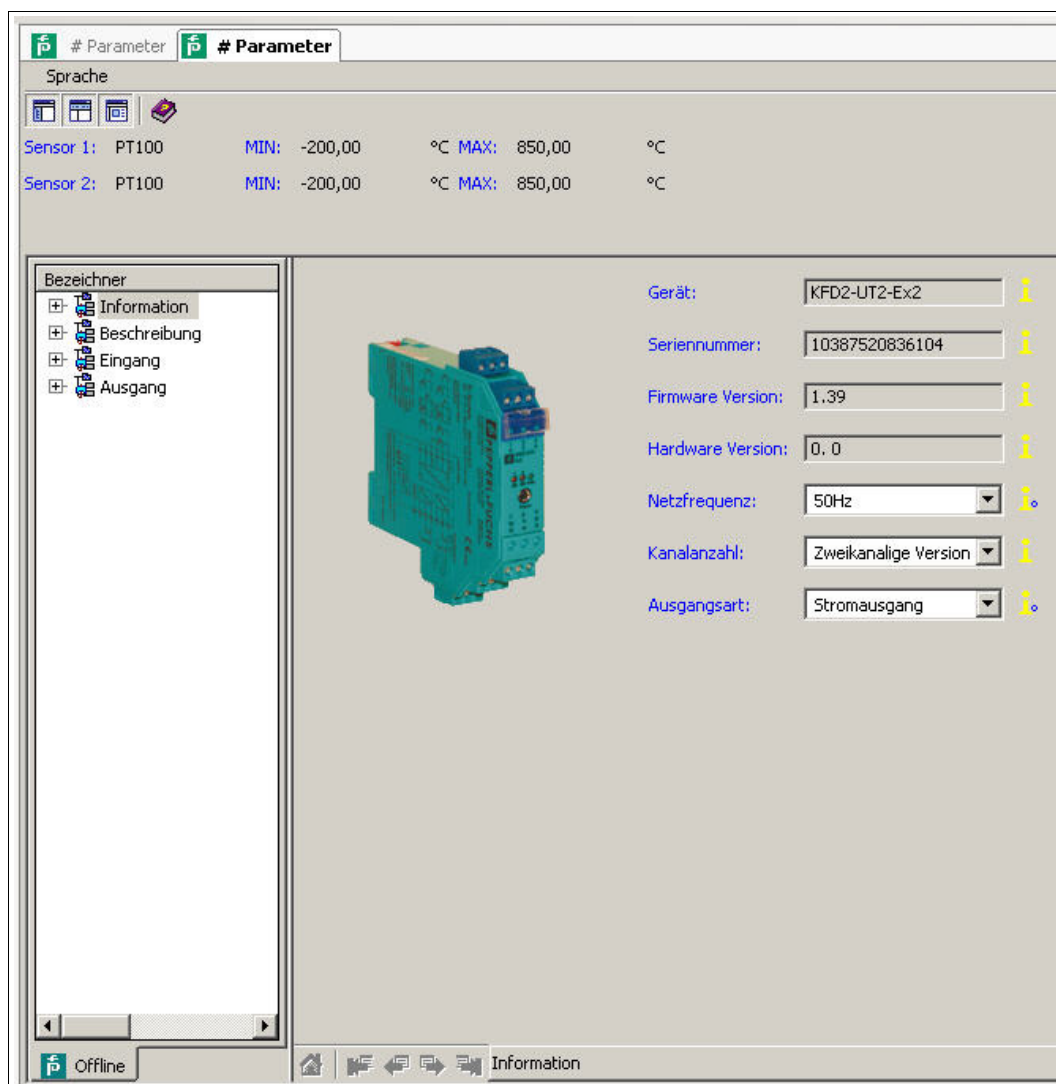 # Parameter # Parameter
Sprache
Sensor 1: PT100 MIN: -200,00 °C MAX: 850,00 °C
Sensor 2: PT100 MIN: -200,00 °C MAX: 850,00 °C
Bezeichner
Information
Beschreibung
Eingang
Ausgang
PEPPERL+FUCHS
Gerät: KFD2-UT2-Ex2
Seriennummer: 10387520836104
Firmware Version: 1.39
Hardware Version: 0. 0
Netzfrequenz: 50Hz
Kanalanzahl: Zweikanalige Version
Ausgangsart: Stromausgang
Offline
Information